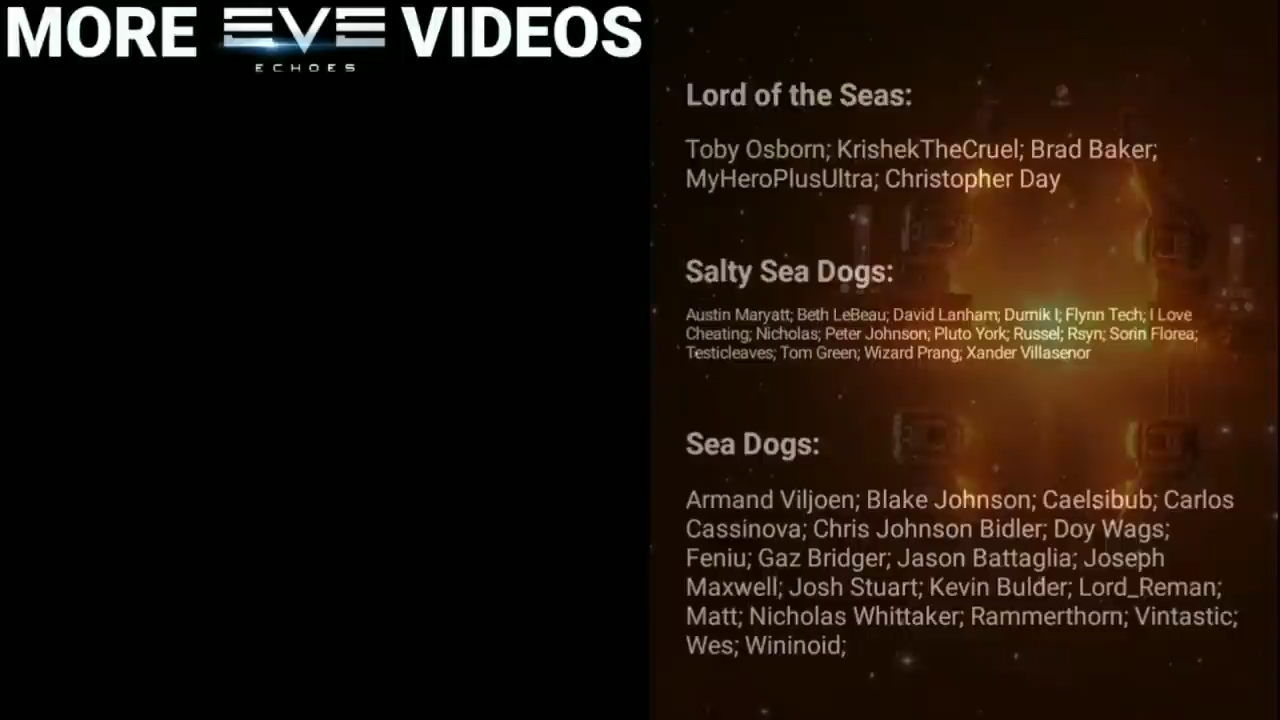 MORE EVE VIDEOS
ECHOES
Lord of the Seas:
Toby Osborn; KrishekTheCruel; Brad Baker;
MyHeroPlusUltra; Christopher Day
Salty Sea Dogs:
Austin Maryatt; Beth LeBeau; David Lanham; Durnik I; Flynn Tech; I Love
Cheating; Nicholas; Peter Johnson; Pluto York; Russel; Rsyn; Sorin Florea;
Testicleaves; Tom Green; Wizard Prang; Xander Villasenor
Sea Dogs:
Armand Viljoen; Blake Johnson; Caelsibub; Carlos
Cassinova; Chris Johnson Bidler; Doy Wags;
Feniu; Gaz Bridger; Jason Battaglia; Joseph
Maxwell; Josh Stuart; Kevin Bulder; Lord_Reman;
Matt; Nicholas Whittaker; Rammerthorn; Vintastic;
Wes; Wininoid;